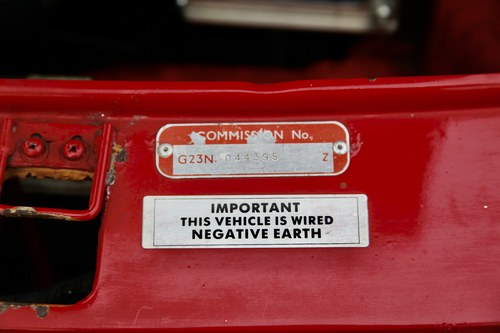 COMMISSION No.
G23N. 044395 Z
IMPORTANT
THIS VEHICLE IS WIRED
NEGATIVE EARTH